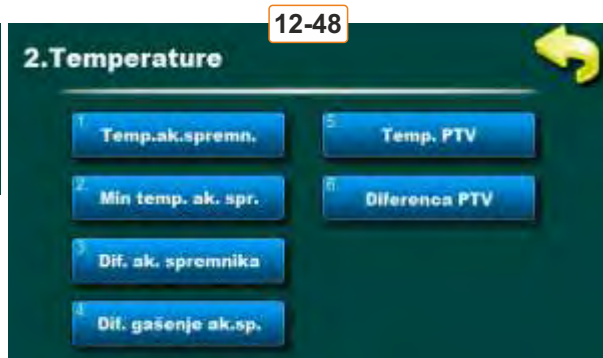 12-48
2.Temperature
1. Temp.ak.spremn.
2. Min temp. ak. spr.
3. Dif. ak. spremnika
4. Dif. gašenje ak.sp.
5. Temp. PTV
6. Diferenca PTV